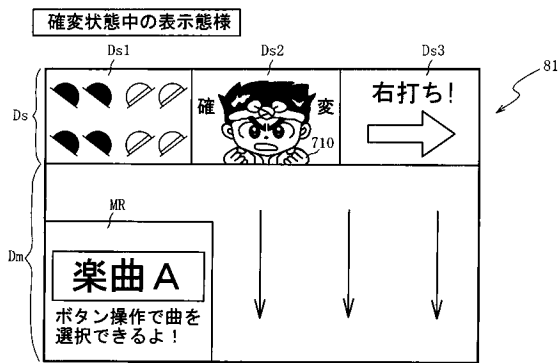 確変状態中の表示態様
Ds1
Ds2
Ds3
81
Ds
確 変
右打ち!
710
MR
Dm
楽曲A
ボタン操作で曲を
選択できるよ!